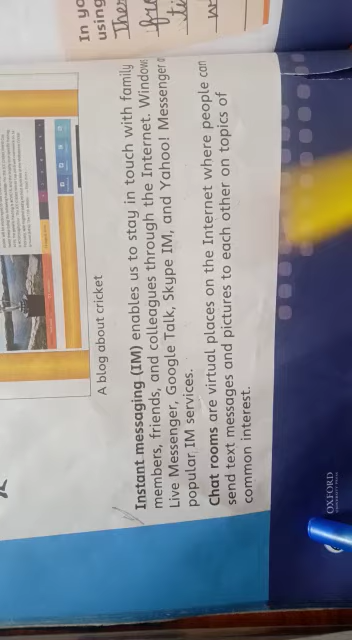 In yo
using
A blog about cricket
Instant messaging (IM) enables us to stay in touch with family
members, friends, and colleagues through the Internet. Windows
Live Messenger, Google Talk, Skype IM, and Yahoo! Messenger
popular IM services.
Chat rooms are virtual places on the Internet where people can
send text messages and pictures to each other on topics of
common interest.
OXFORD
UNIVERSITY PRESS